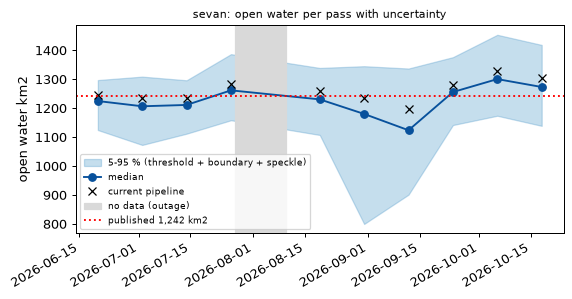 sevan: open water per pass with uncertainty
open water km2
1400
1300
1200
1100
1000
900
800
5-95 % (threshold + boundary + speckle)
median
current pipeline
no data (outage)
published 1,242 km2
2026-06-15
2026-07-01
2026-07-15
2026-08-01
2026-08-15
2026-09-01
2026-09-15
2026-10-01
2026-10-15